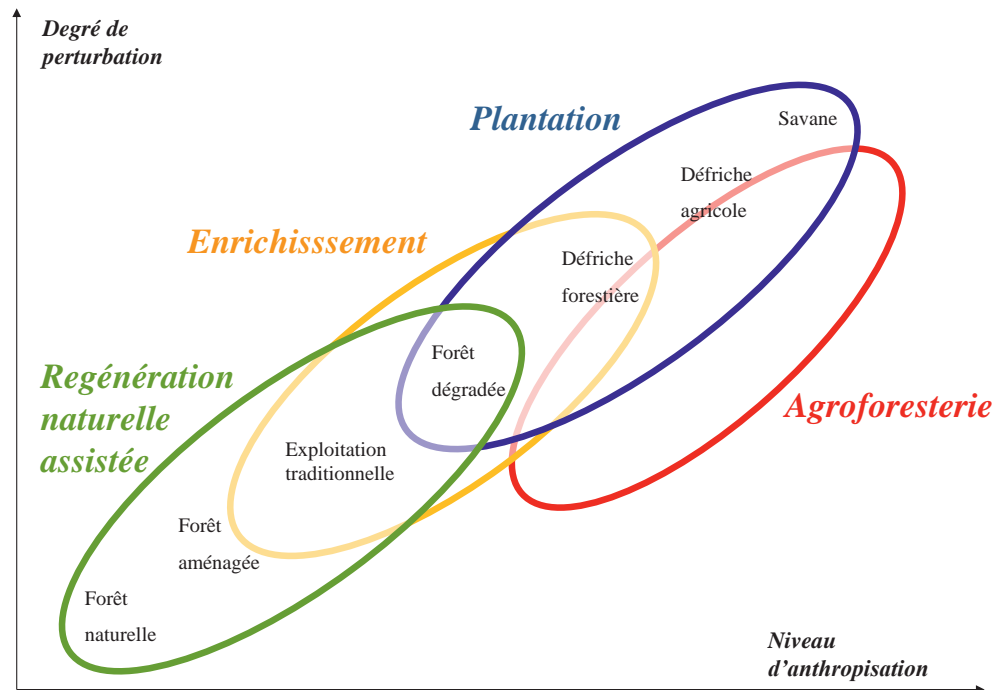 Degré de
perturbation
Plantation
Savane
Défriche
agricole
Enrichisssement
Défriche
forestière
Forêt
dégradée
Regénération
naturelle
assistée
Agroforesterie
Exploitation
traditionnelle
Forêt
aménagée
Forêt
naturelle
Niveau
d'anthropisation